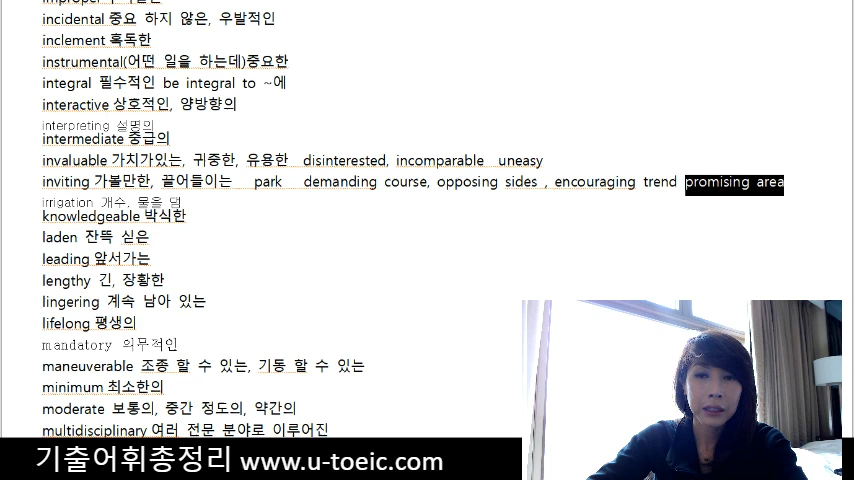 incidental 중요 하지 않은, 우발적인
inclement 혹독한
instrumental(어떤 일을 하는데)중요한
integral 필수적인 be integral to ~에
interactive 상호적인, 양방향의
interpreting 설명의
intermediate 중급의
invaluable 가치가있는, 귀중한, 유용한 disinterested, incomparable uneasy
inviting 가볼만한, 끌어들이는 park demanding course, opposing sides , encouraging trend promising area
irrigation 개수, 물을 댐
knowledgeable 박식한
laden 잔뜩 싣은
leading 앞서가는
lengthy 긴, 장황한
lingering 계속 남아 있는
lifelong 평생의
mandatory 의무적인
maneuverable 조종 할 수 있는, 기동 할 수 있는
minimum 최소한의
moderate 보통의, 중간 정도의, 약간의
multidisciplinary 여러 전문 분야로 이루어진
기출어휘총정리 www.u-toeic.com